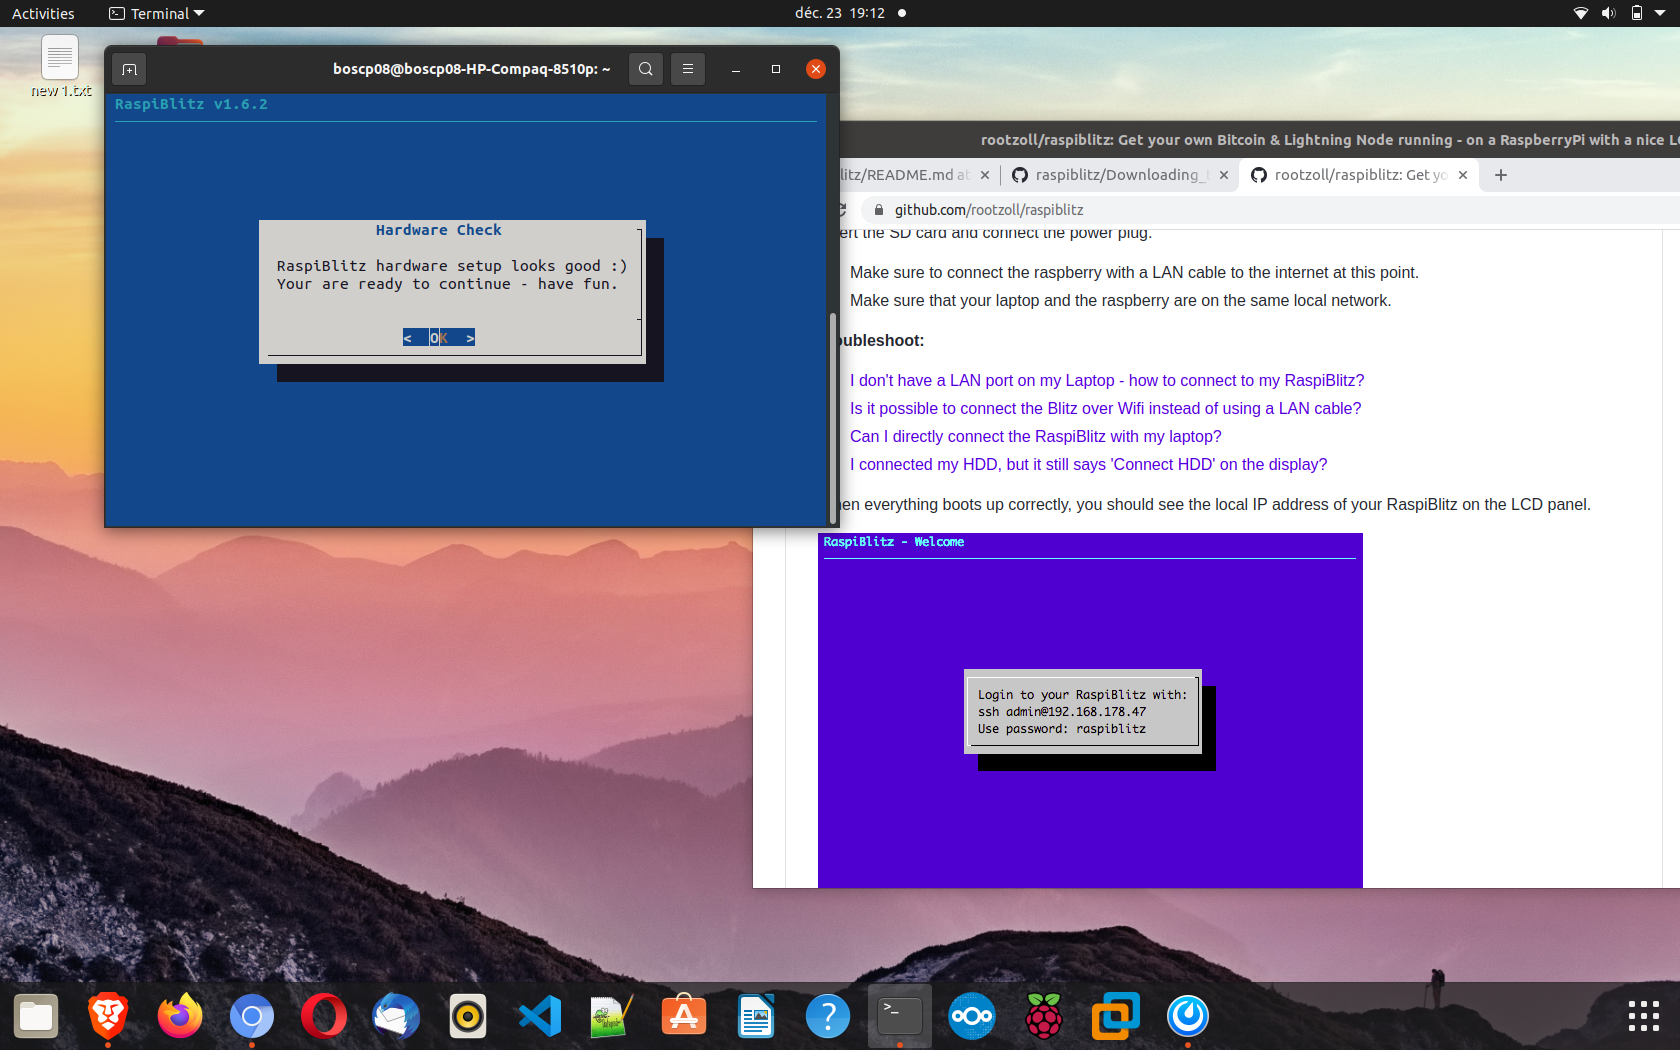 Activities
Terminal
déc. 23 19:12
new 1.txt
boscp08@boscp08-HP-Compaq-8510p: ~
RaspiBlitz v1.6.2
Hardware Check
RaspiBlitz hardware setup looks good :)
Your are ready to continue - have fun.
< OK >
rootzoll/raspiblitz: Get your own Bitcoin & Lightning Node running - on a RaspberryPi with a nice
litz/README.md at
raspiblitz/Downloading_
rootzoll/raspiblitz: Get yo
github.com/rootzoll/raspiblitz
ert the SD card and connect the power plug.
Make sure to connect the raspberry with a LAN cable to the internet at this point.
Make sure that your laptop and the raspberry are on the same local network.
oubleshoot:
I don't have a LAN port on my Laptop - how to connect to my RaspiBlitz?
Is it possible to connect the Blitz over Wifi instead of using a LAN cable?
Can I directly connect the RaspiBlitz with my laptop?
I connected my HDD, but it still says 'Connect HDD' on the display?
en everything boots up correctly, you should see the local IP address of your RaspiBlitz on the LCD panel.
RaspiBlitz - Welcome
Login to your RaspiBlitz with:
ssh admin@192.168.178.47
Use password: raspiblitz